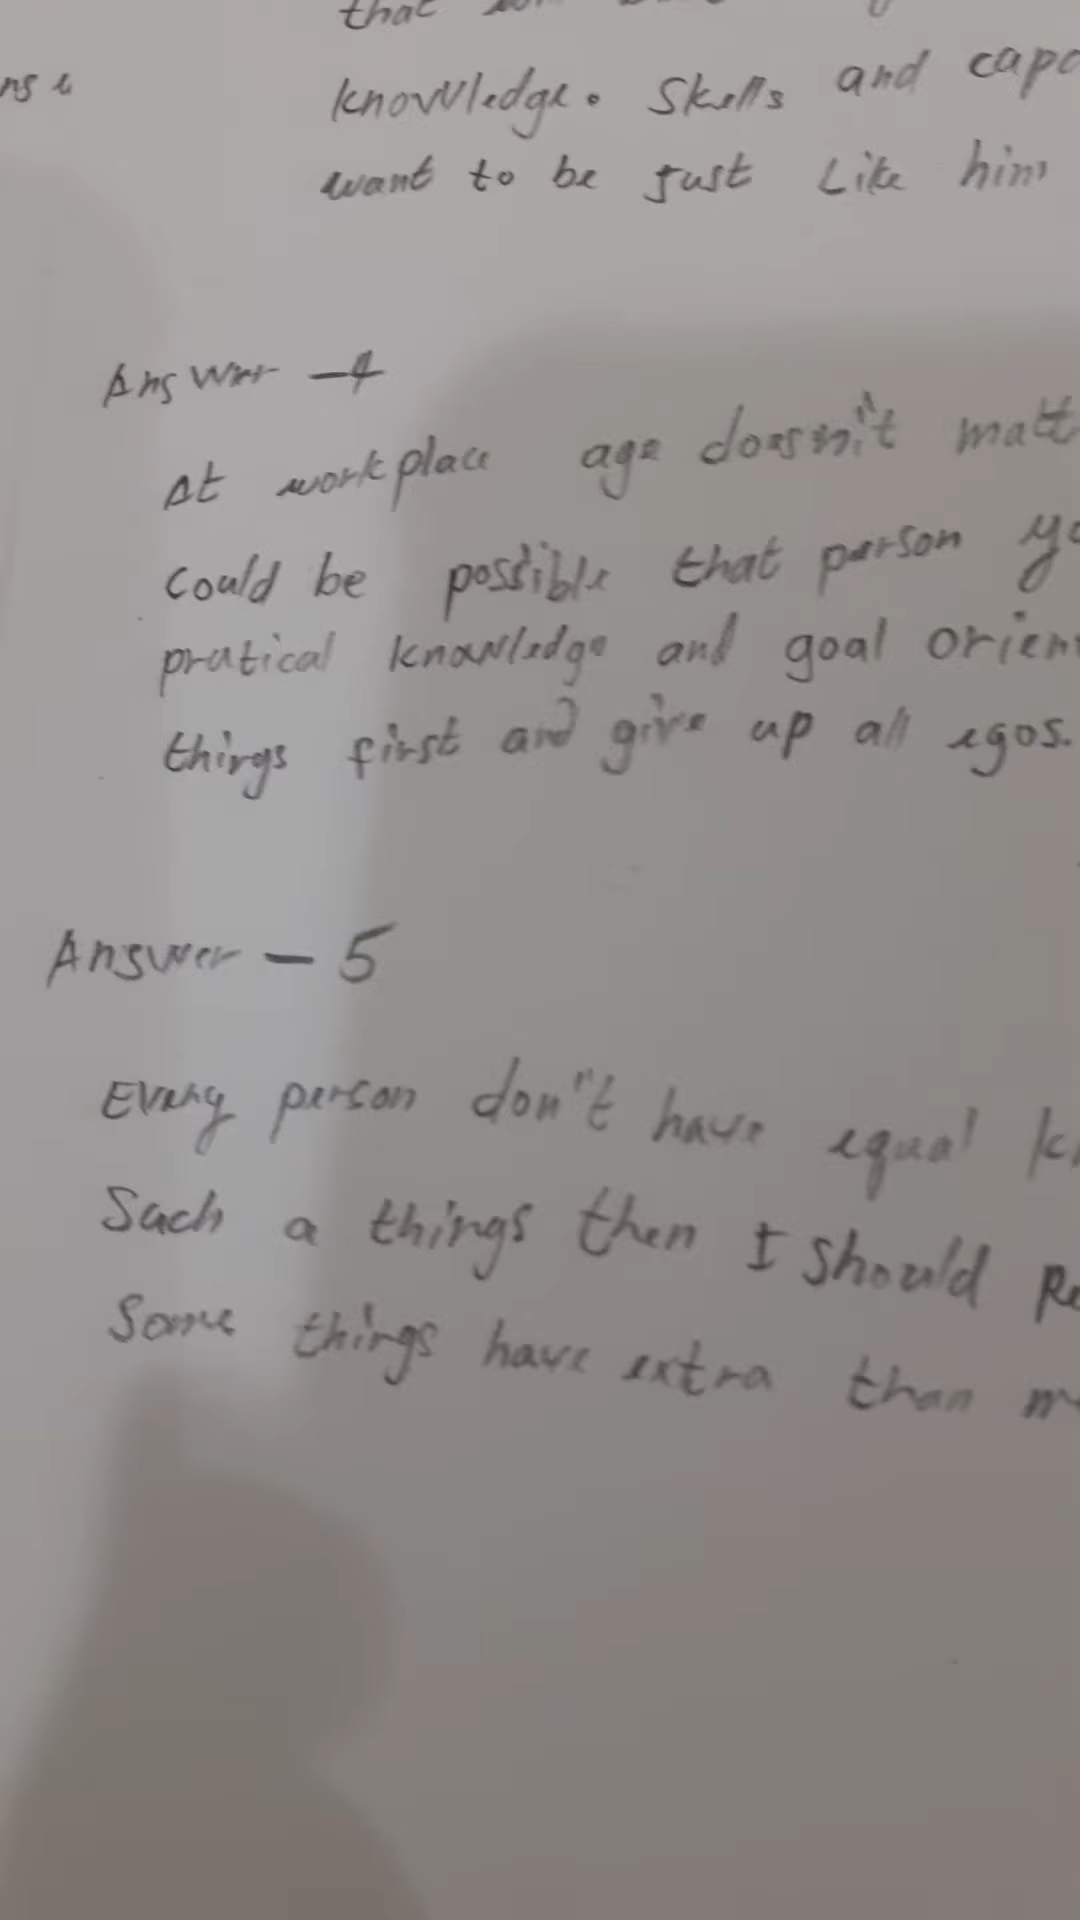 that
knowledge. Skills and
want to be just Like him
Answer - 4
At workplace age doesn't
could be possible that person
pratical knowledge and goal
things first and give up all egos.
Answer - 5
Every person don't have equal
Such a things then I should
Some things have extra than